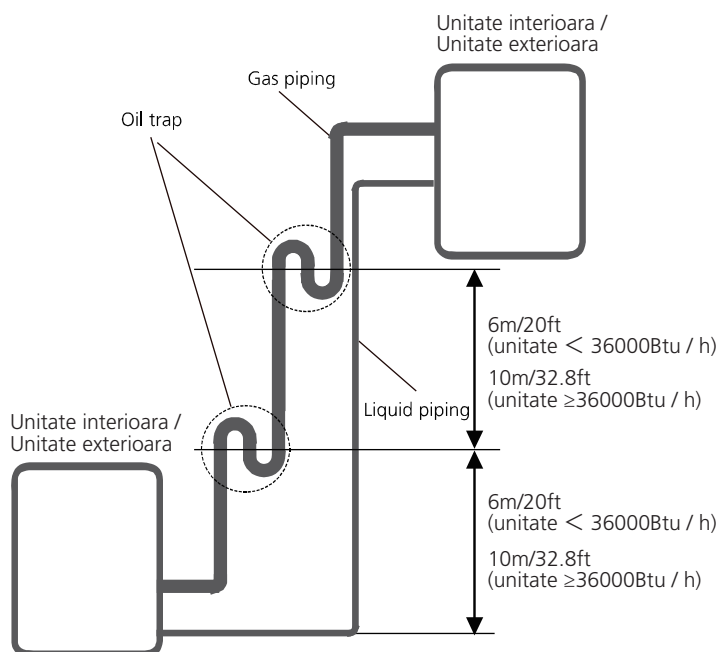 Unitate interioara /
Unitate exterioara
Gas piping
Oil trap
6m/20ft
(unitate < 36000Btu / h)
10m/32.8ft
(unitate ≥36000Btu / h)
Liquid piping
Unitate interioara /
Unitate exterioara
6m/20ft
(unitate < 36000Btu / h)
10m/32.8ft
(unitate ≥36000Btu / h)